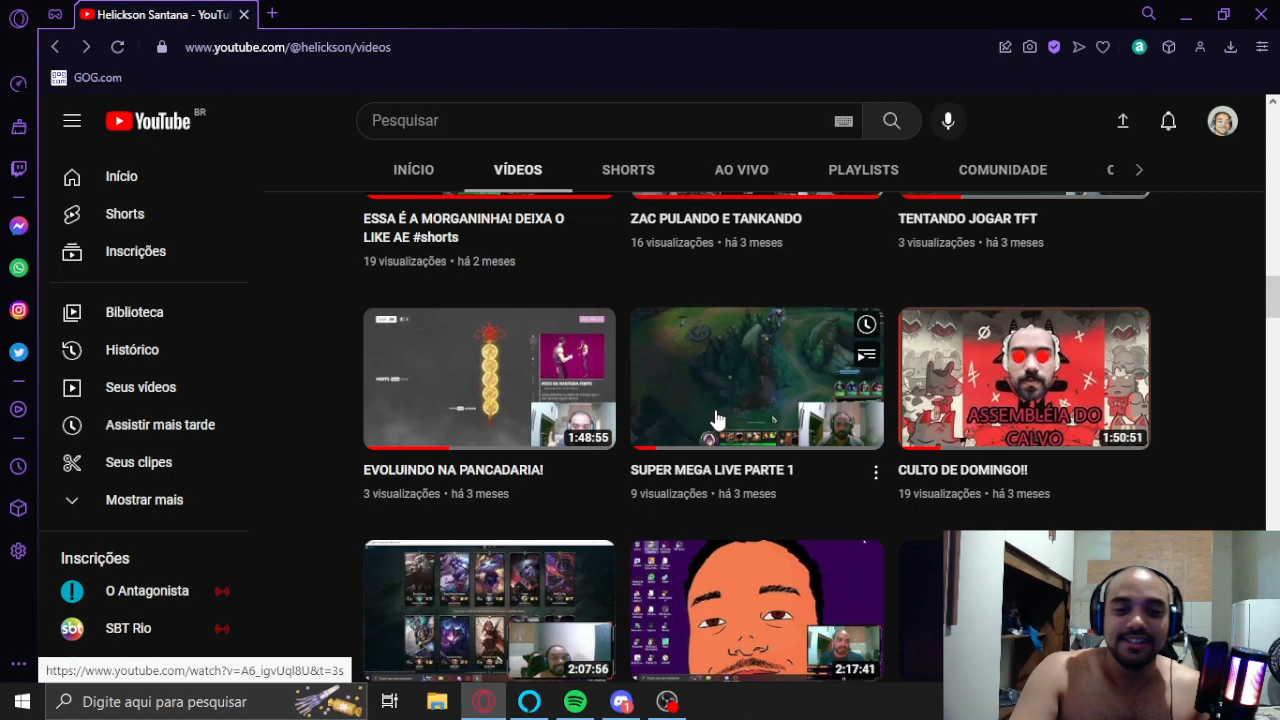 Helickson Santana - YouTu
www.youtube.com/@helickson/videos
GOG.com
YouTube BR
Pesquisar
INÍCIO
VÍDEOS
SHORTS
AO VIVO
PLAYLISTS
COMUNIDADE
C
Início
Shorts
Inscrições
Biblioteca
Histórico
Seus vídeos
Assistir mais tarde
Seus clipes
Mostrar mais
Inscrições
O Antagonista
SBT Rio
ESSA É A MORGANINHA! DEIXA O
LIKE AE #shorts
19 visualizações • há 2 meses
ZAC PULANDO E TANKANDO
16 visualizações • há 3 meses
TENTANDO JOGAR TFT
3 visualizações • há 3 meses
1:48:55
EVOLUINDO NA PANCADARIA!
3 visualizações • há 3 meses
SUPER MEGA LIVE PARTE 1
9 visualizações • há 3 meses
ASSEMBLÉIA DO
CALVO
1:50:51
CULTO DE DOMINGO!!
19 visualizações • há 3 meses
2:07:56
2:17:41
https://www.youtube.com/watch?v=A6_igvUql8U&t=3s
Digite aqui para pesquisar